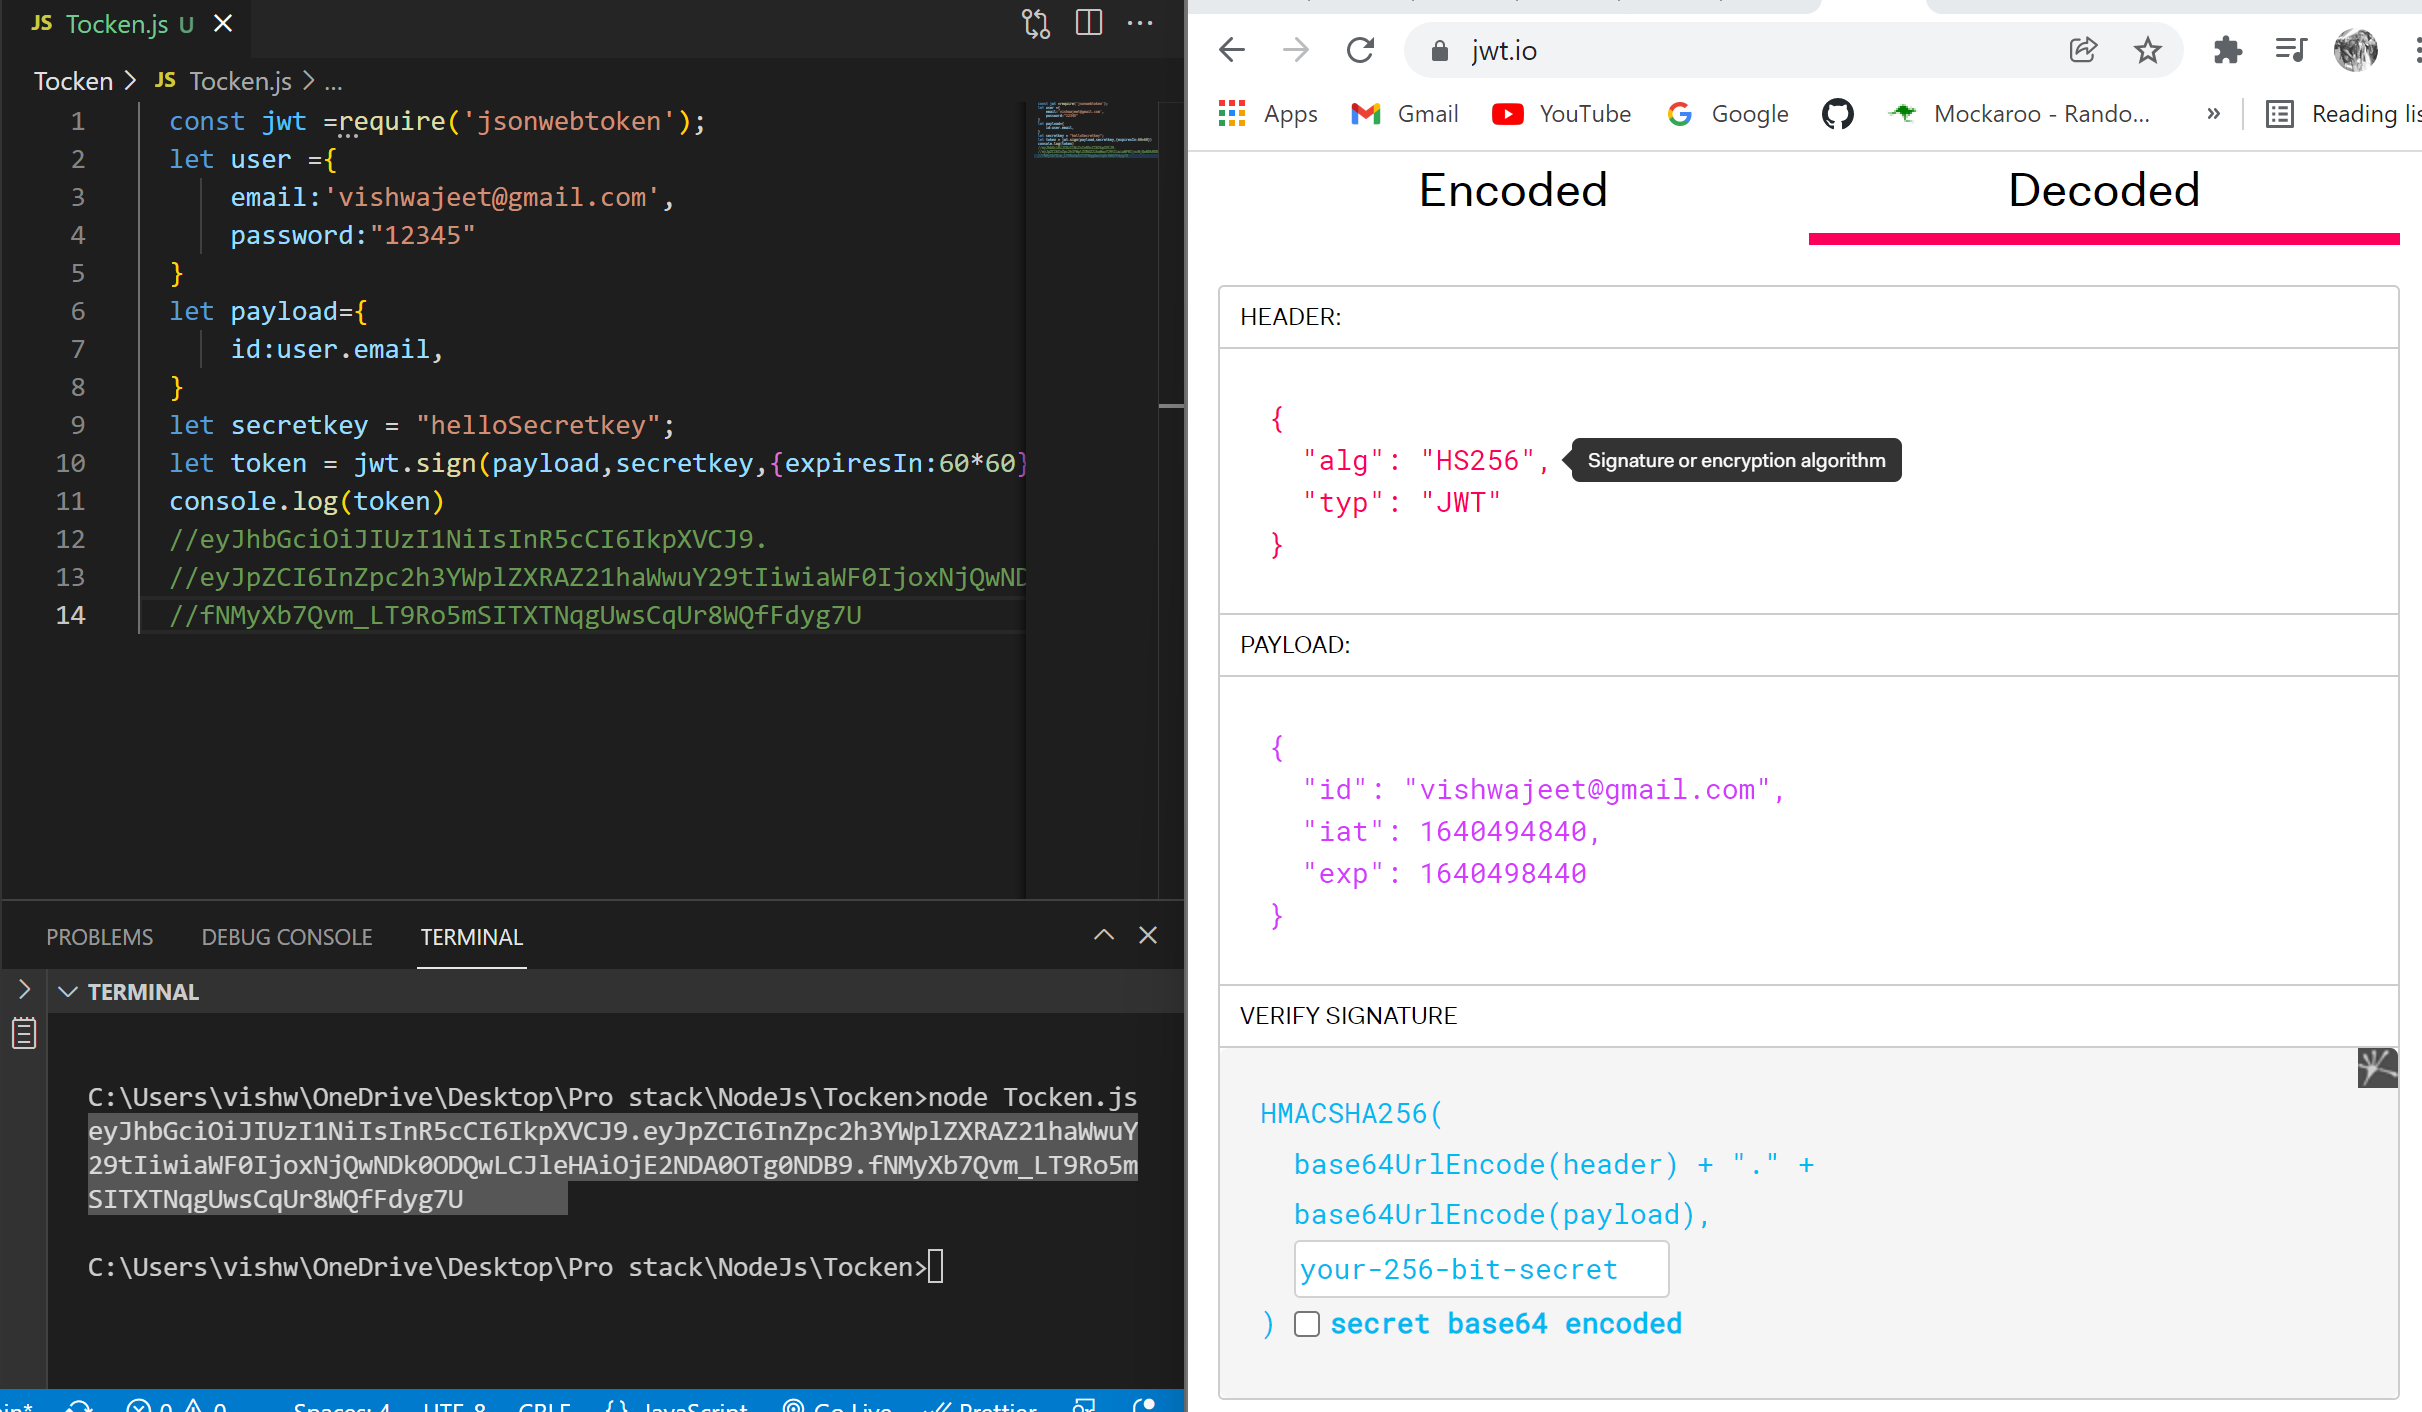 JS Tocken.js U
Tocken > JS Tocken.js > ...
1 const jwt =require('jsonwebtoken');
2 let user ={
3 email:'vishwajeet@gmail.com',
4 password:"12345"
5 }
6 let payload={
7 id:user.email,
8 }
9 let secretkey = "helloSecretkey";
10 let token = jwt.sign(payload,secretkey,{expiresIn:60*60}
11 console.log(token)
12 //eyJhbGciOiJIUzI1NiIsInR5cCI6IkpXVCJ9.
13 //eyJpZCI6InZpc2h3YWplZXRAZ21haWwuY29tIiwiaWF0IjoxNjQwND
14 //fNMyXb7Qvm_LT9Ro5mSITXTNqgUwsCqUr8WQfFdyg7U
PROBLEMS DEBUG CONSOLE TERMINAL
TERMINAL
C:\Users\vishw\OneDrive\Desktop\Pro stack\NodeJs\Tocken>node Tocken.js
eyJhbGciOiJIUzI1NiIsInR5cCI6IkpXVCJ9.eyJpZCI6InZpc2h3YWplZXRAZ21haWwuY
29tIiwiaWF0IjoxNjQwNDk0ODQwLCJleHAiOjE2NDA0OTg0NDB9.fNMyXb7Qvm_LT9Ro5m
SITXTNqgUwsCqUr8WQfFdyg7U
C:\Users\vishw\OneDrive\Desktop\Pro stack\NodeJs\Tocken>
0 0 Spaces: 4 UTF-8 CRLF {} JavaScript Go Live Prettier
jwt.io
Apps Gmail YouTube Google Mockaroo - Rando... » Reading lis
Encoded Decoded
HEADER:
{
"alg": "HS256",
Signature or encryption algorithm
"typ": "JWT"
}
PAYLOAD:
{
"id": "vishwajeet@gmail.com",
"iat": 1640494840,
"exp": 1640498440
}
VERIFY SIGNATURE
HMACSHA256(
base64UrlEncode(header) + "." +
base64UrlEncode(payload),
your-256-bit-secret
) secret base64 encoded